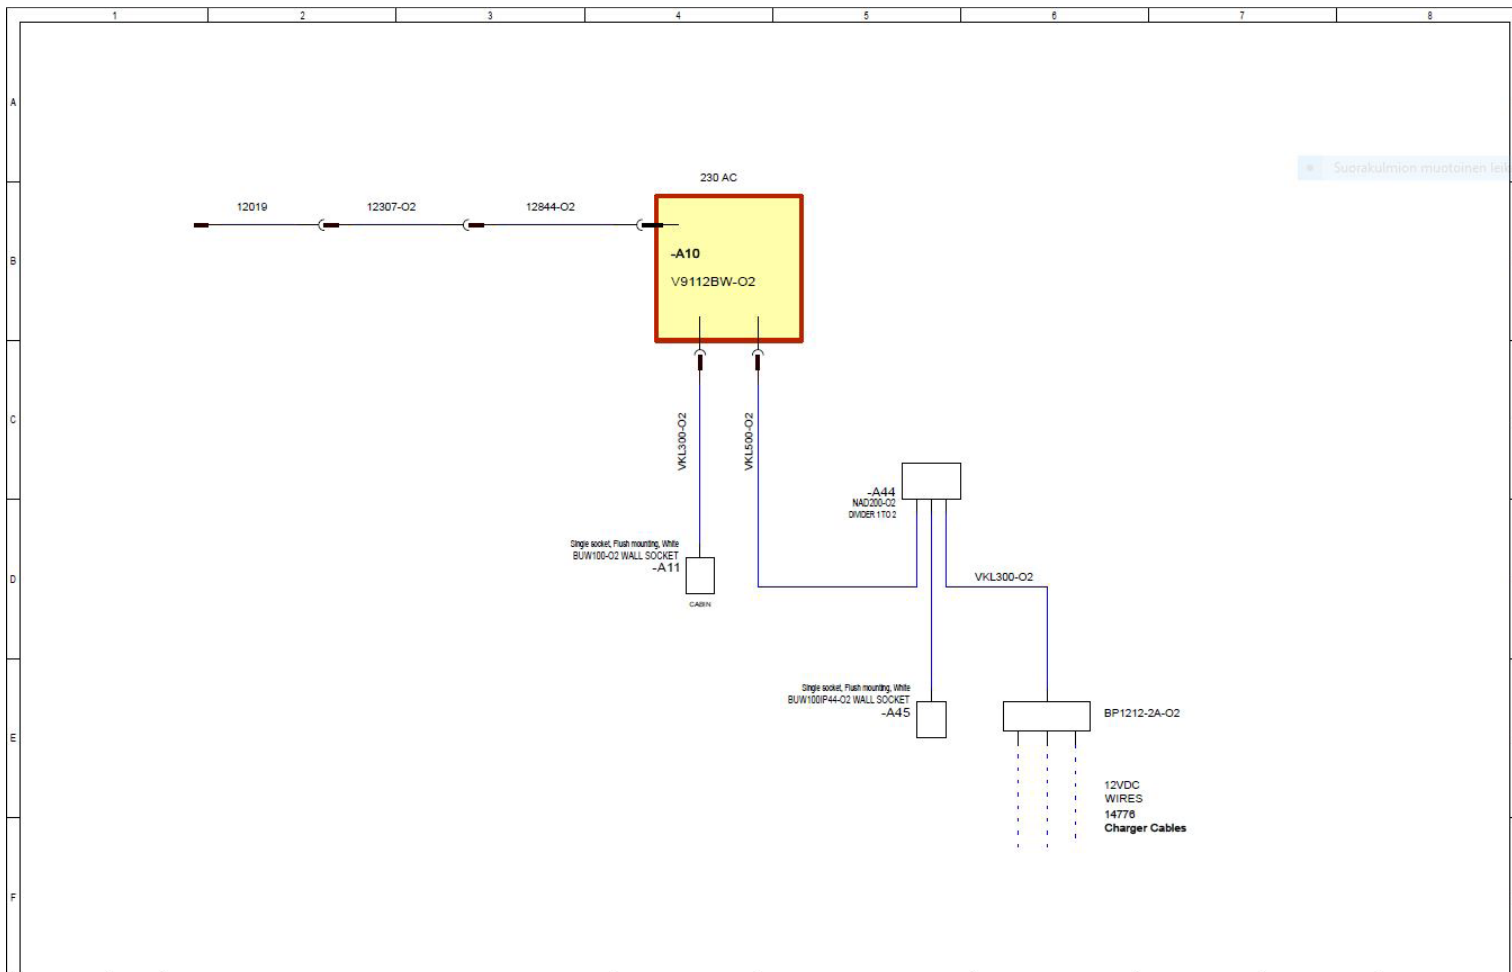 1 2 3 4 5 6 7 8
A
Suorakulmion muotoinen leik
230 AC
12019 12307-O2 12844-O2
-A10
B
V9112BW-O2
C
VKL300-O2
VKL500-O2
-A44
NAD200-O2
DIVIDER 1 TO 2
Single socket, Flush mounting, White
BUW100-O2 WALL SOCKET
-A11
D
VKL300-O2
CABIN
Single socket, Flush mounting, White
BUW100IP44-O2 WALL SOCKET
-A45
BP1212-2A-O2
E
12VDC
WIRES
14776
Charger Cables
F